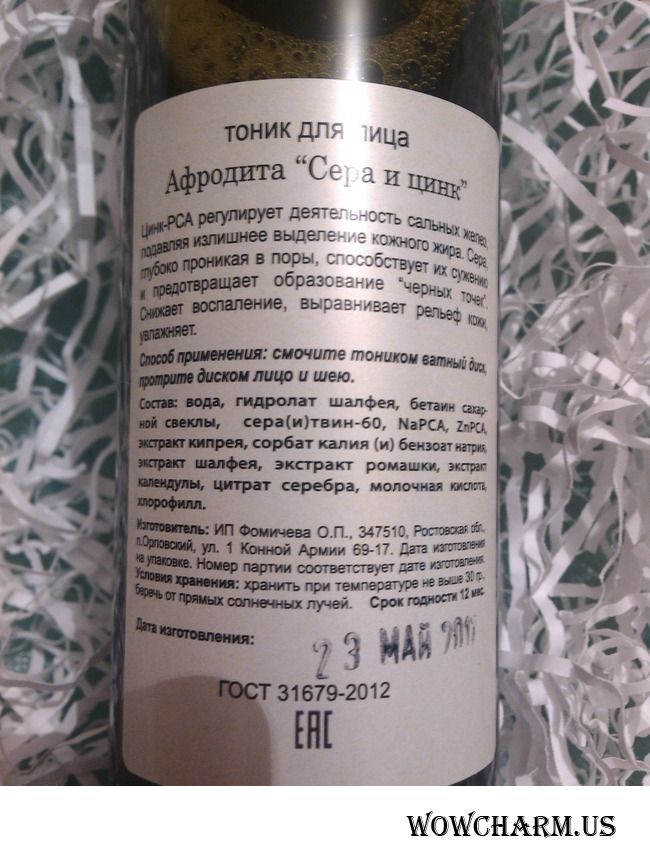 тоник для лица
Афродита "Сера и цинк"
Цинк-РСА регулирует деятельность сальных желез,
подавляя излишнее выделение кожного жира. Сера,
глубоко проникая в поры, способствует их сужению
и предотвращает образование "черных точек".
Снижает воспаление, выравнивает рельеф кожи,
увлажняет.
Способ применения: смочите тоником ватный диск,
протрите диском лицо и шею.
Состав: вода, гидролат шалфея, бетаин сахар-
ной свеклы, сера(и)твин-60, NaPCA, ZnPCA,
экстракт кипрея, сорбат калия (и) бензоат натрия,
экстракт шалфея, экстракт ромашки, экстракт
календулы, цитрат серебра, молочная кислота,
хлорофилл.
Изготовитель: ИП Фомичева О.П., 347510, Ростовская обл.,
п.Орловский, ул. 1 Конной Армии 69-17. Дата изготовления
на упаковке. Номер партии соответствует дате изготовления.
Условия хранения: хранить при температуре не выше 30 гр.,
беречь от прямых солнечных лучей. Срок годности 12 мес.
Дата изготовления:
23 МАЙ
ГОСТ 31679-2012
ЕАС
WOWCHARM.US